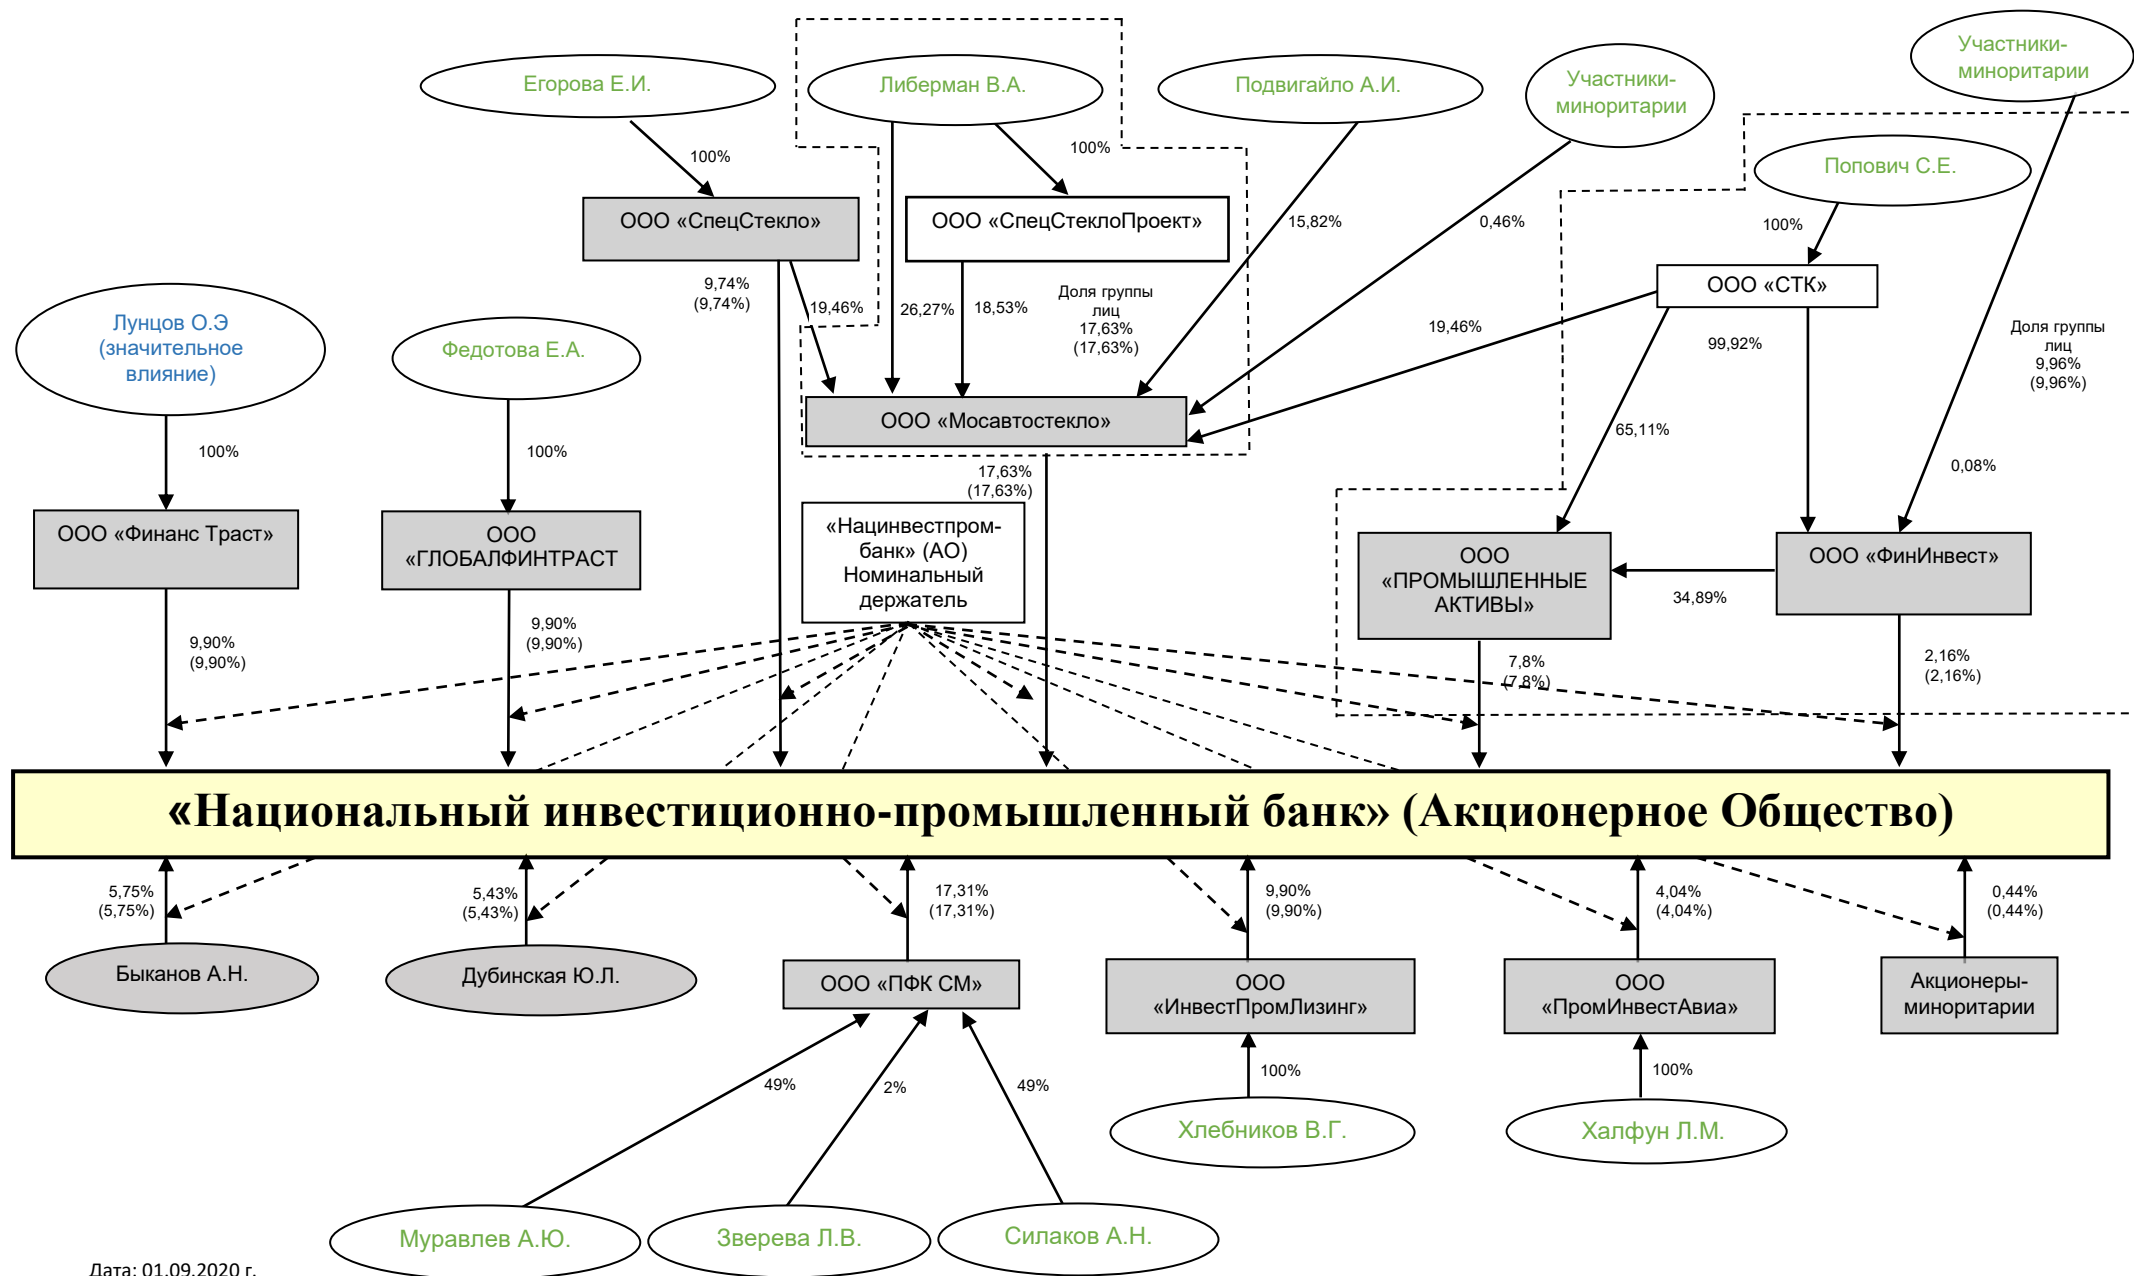 Егорова Е.И.
Либерман В.А.
Подвигайло А.И.
Участники-
миноритарии
Участники-
миноритарии
100%
100%
Попович С.Е.
ООО «СпецСтекло»
ООО «СпецСтеклоПроект»
15,82%
0,46%
100%
9,74%
(9,74%)
19,46%
26,27%
18,53%
Доля группы
лиц
17,63%
(17,63%)
ООО «СТК»
19,46%
99,92%
Доля группы
лиц
9,96%
(9,96%)
Лунцов О.Э
(значительное
влияние)
Федотова Е.А.
ООО «Мосавтостекло»
65,11%
0,08%
100%
100%
17,63%
(17,63%)
ООО «Финанс Траст»
ООО
«ГЛОБАЛФИНТРАСТ
«Нацинвестпром-
банк» (АО)
Номинальный
держатель
ООО
«ПРОМЫШЛЕННЫЕ
АКТИВЫ»
34,89%
ООО «ФинИнвест»
9,90%
(9,90%)
9,90%
(9,90%)
7,8%
(7,8%)
2,16%
(2,16%)
«Национальный инвестиционно-промышленный банк» (Акционерное Общество)
5,75%
(5,75%)
5,43%
(5,43%)
17,31%
(17,31%)
9,90%
(9,90%)
4,04%
(4,04%)
0,44%
(0,44%)
Быканов А.Н.
Дубинская Ю.Л.
ООО «ПФК СМ»
ООО
«ИнвестПромЛизинг»
ООО
«ПромИнвестАвиа»
Акционеры-
миноритарии
49%
2%
49%
100%
100%
Хлебников В.Г.
Халфун Л.М.
Муравлев А.Ю.
Зверева Л.В.
Силаков А.Н.
Дата: 01.09.2020 г.